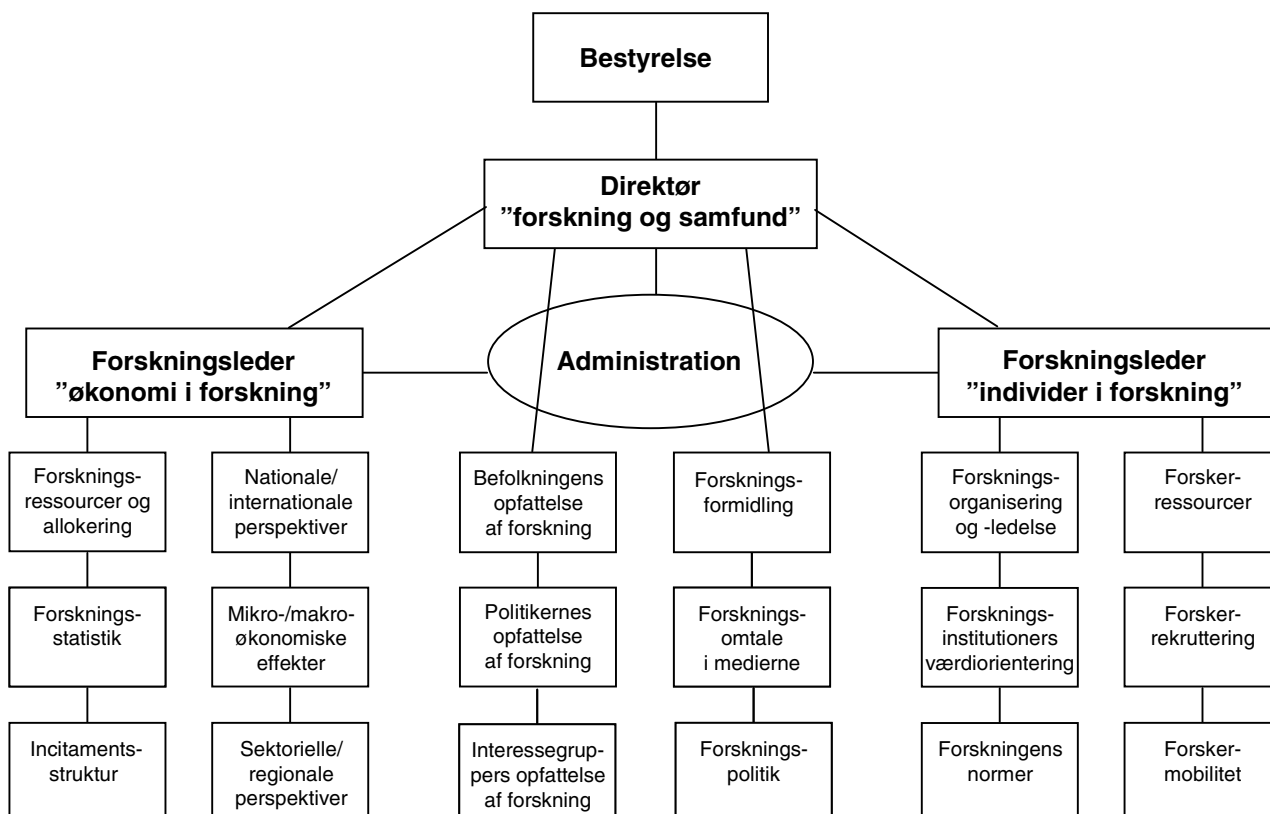 Bestyrelse
Direktør
”forskning og samfund”
Forskningsleder
”økonomi i forskning”
Administration
Forskningsleder
”individer i forskning”
Forsknings-
ressourcer og
allokering
Nationale/
internationale
perspektiver
Befolkningens
opfattelse
af forskning
Forsknings-
formidling
Forsknings-
organisering
og -ledelse
Forsker-
ressourcer
Forsknings-
statistik
Mikro-/makro-
økonomiske
effekter
Politikernes
opfattelse
af forskning
Forsknings-
omtale
i medierne
Forsknings-
institutioners
værdiorientering
Forsker-
rekruttering
Incitaments-
struktur
Sektorielle/
regionale
perspektiver
Interessegrup-
pers opfattelse
af forskning
Forsknings-
politik
Forskningens
normer
Forsker-
mobilitet